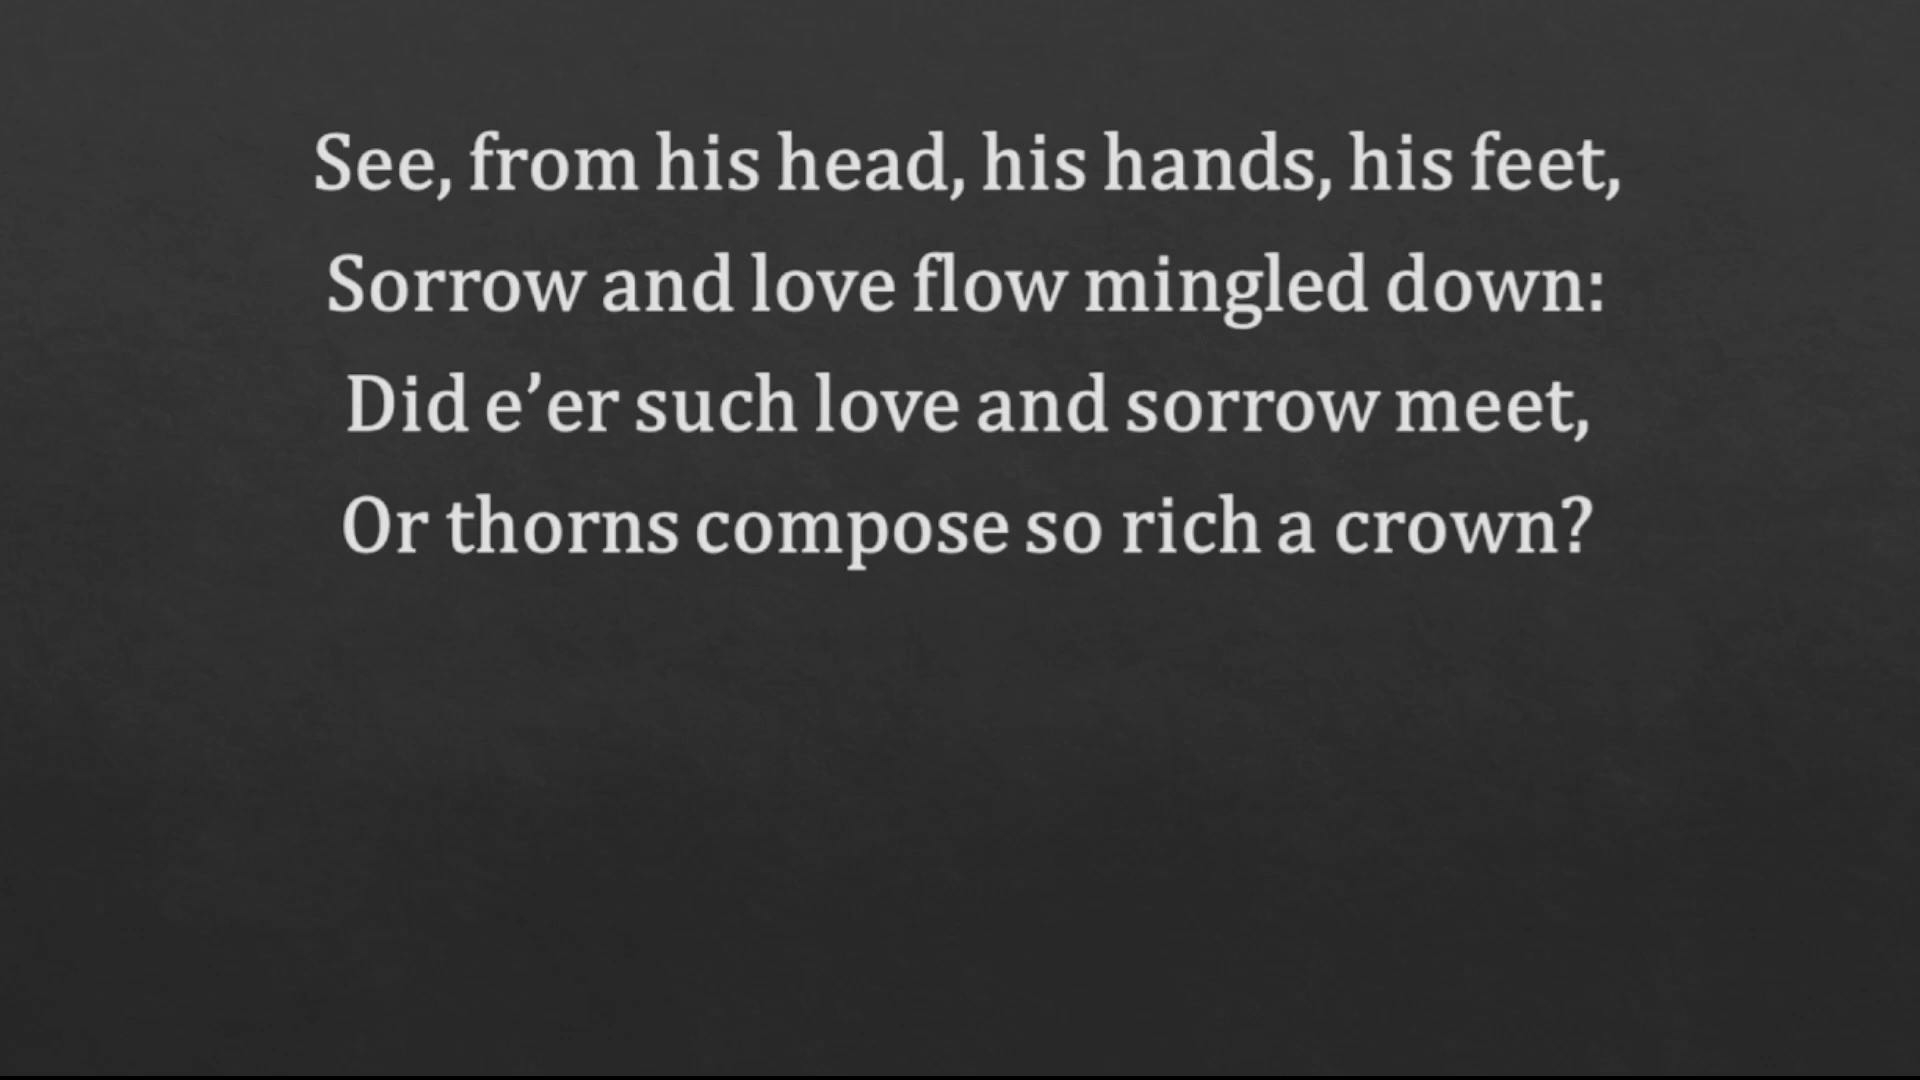 See, from his head, his hands, his feet,
Sorrow and love flow mingled down:
Did e’er such love and sorrow meet,
Or thorns compose so rich a crown?